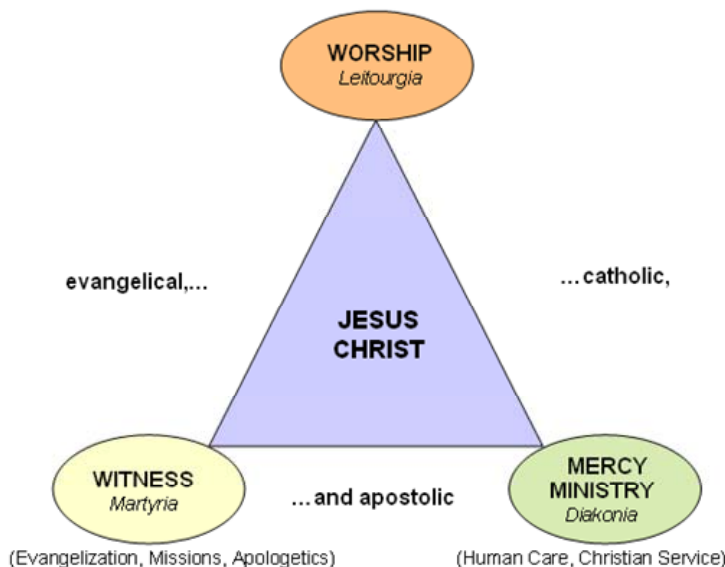 WORSHIP
Leitourgia
evangelical,...
...catholic,
JESUS
CHRIST
WITNESS
Martyria
...and apostolic
MERCY
MINISTRY
Diakonia
(Evangelization, Missions, Apologetics)
(Human Care, Christian Service)